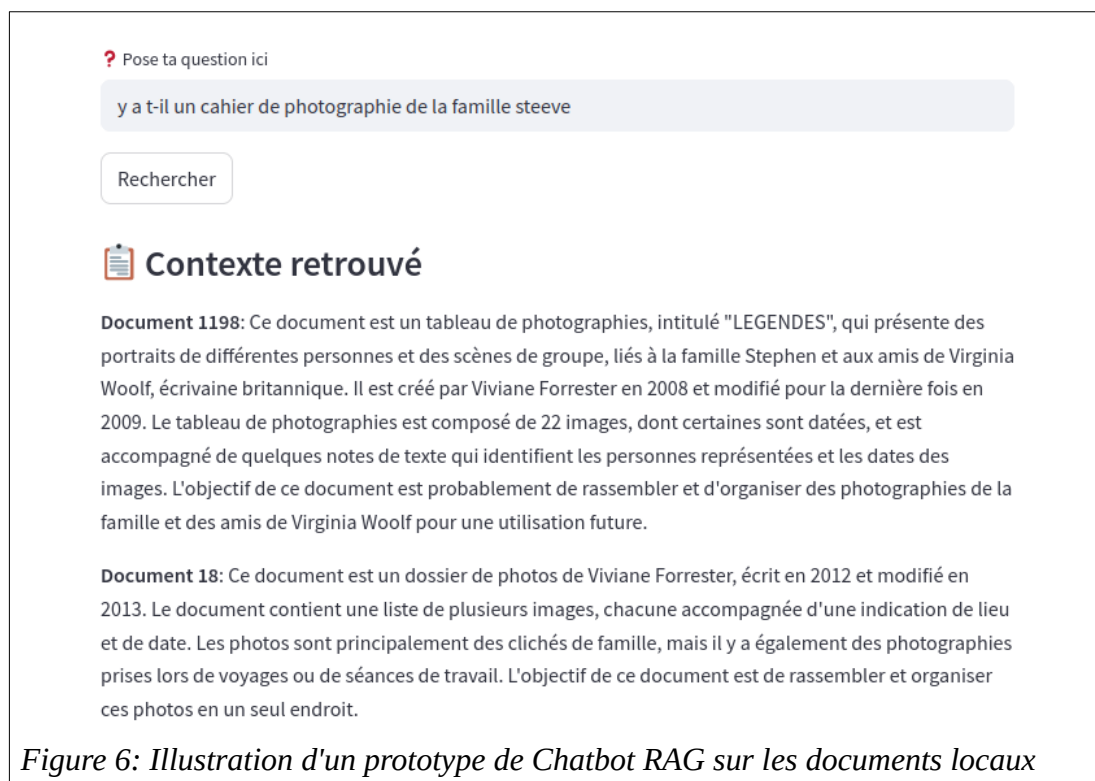 ❓ Pose ta question ici
y a t-il un cahier de photographie de la famille steeve
Rechercher
📋 Contexte retrouvé
Document 1198: Ce document est un tableau de photographies, intitulé "LEGENDES", qui présente des
portraits de différentes personnes et des scènes de groupe, liés à la famille Stephen et aux amis de Virginia
Woolf, écrivaine britannique. Il est créé par Viviane Forrester en 2008 et modifié pour la dernière fois en
2009. Le tableau de photographies est composé de 22 images, dont certaines sont datées, et est
accompagné de quelques notes de texte qui identifient les personnes représentées et les dates des
images. L'objectif de ce document est probablement de rassembler et d'organiser des photographies de la
famille et des amis de Virginia Woolf pour une utilisation future.
Document 18: Ce document est un dossier de photos de Viviane Forrester, écrit en 2012 et modifié en
2013. Le document contient une liste de plusieurs images, chacune accompagnée d'une indication de lieu
et de date. Les photos sont principalement des clichés de famille, mais il y a également des photographies
prises lors de voyages ou de séances de travail. L'objectif de ce document est de rassembler et organiser
ces photos en un seul endroit.
Figure 6: Illustration d'un prototype de Chatbot RAG sur les documents locaux